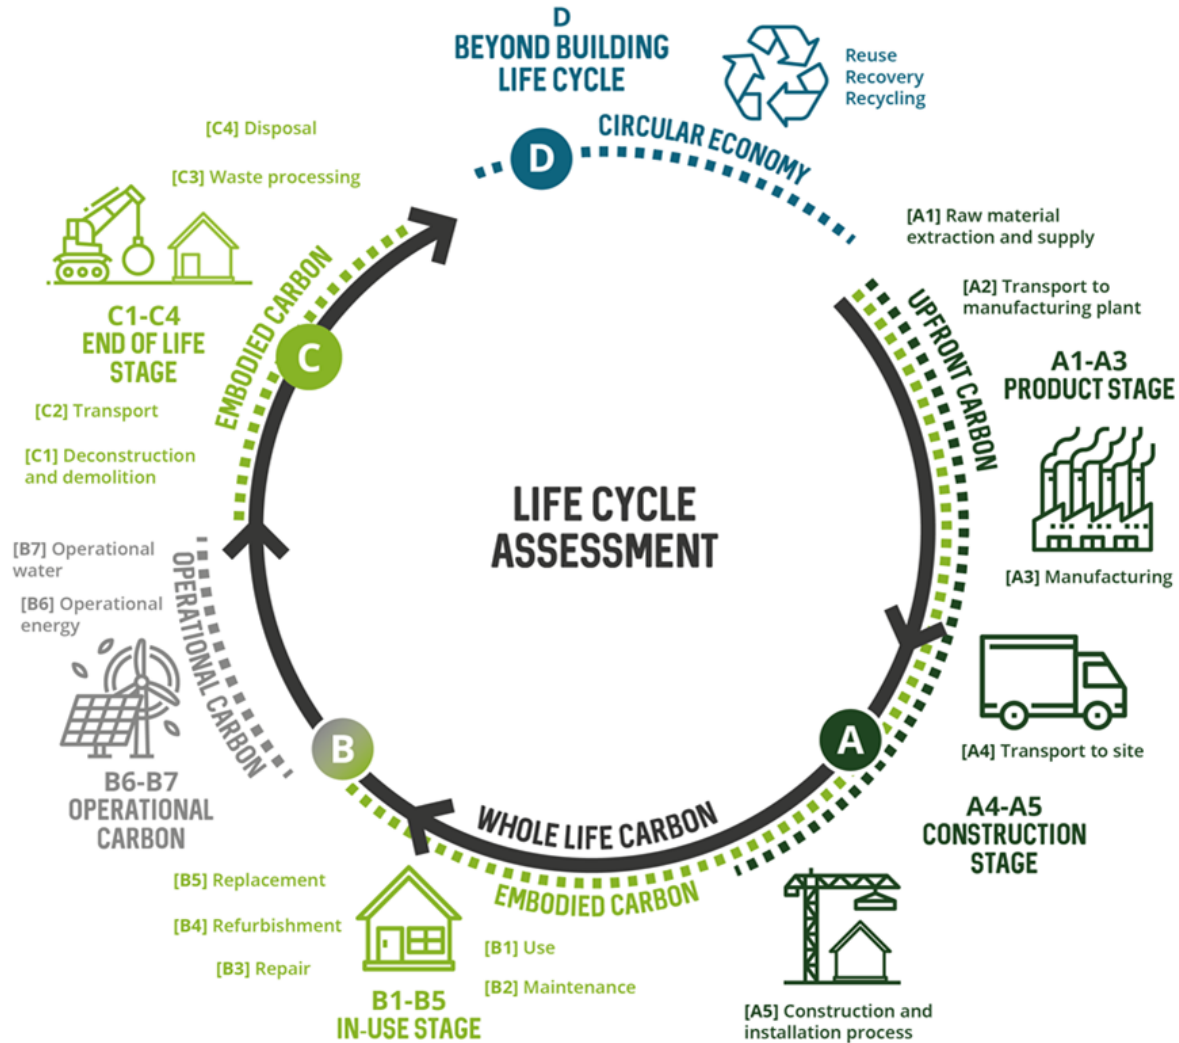 D
BEYOND BUILDING
LIFE CYCLE
Reuse
Recovery
Recycling
CIRCULAR ECONOMY
D
[A1] Raw material
extraction and supply
[A2] Transport to
manufacturing plant
UPFRONT CARBON
A1-A3
PRODUCT STAGE
[A3] Manufacturing
[A4] Transport to site
A
A4-A5
CONSTRUCTION
STAGE
[A5] Construction and
installation process
LIFE CYCLE
ASSESSMENT
WHOLE LIFE CARBON
EMBODIED CARBON
[B1] Use
[B2] Maintenance
B1-B5
IN-USE STAGE
[B3] Repair
[B4] Refurbishment
[B5] Replacement
B
OPERATIONAL CARBON
B6-B7
OPERATIONAL
CARBON
[B6] Operational
energy
[B7] Operational
water
[C1] Deconstruction
and demolition
[C2] Transport
C1-C4
END OF LIFE
STAGE
EMBODIED CARBON
C
[C3] Waste processing
[C4] Disposal